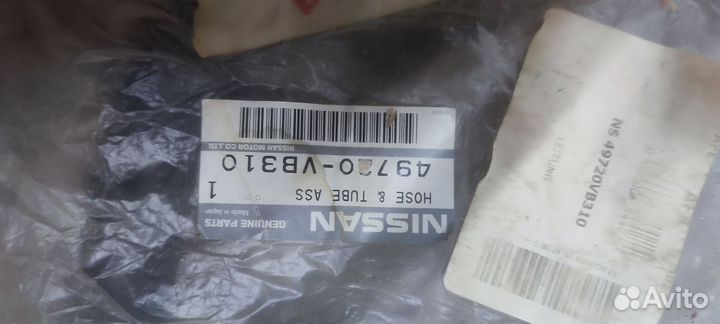 NISSAN
GENUINE PARTS
Made in Japan
HOSE & TUBE ASS
1
49720-VB310
NISSAN MOTOR CO.,LTD.
NS 49720VB310
LEITUNG
Avito